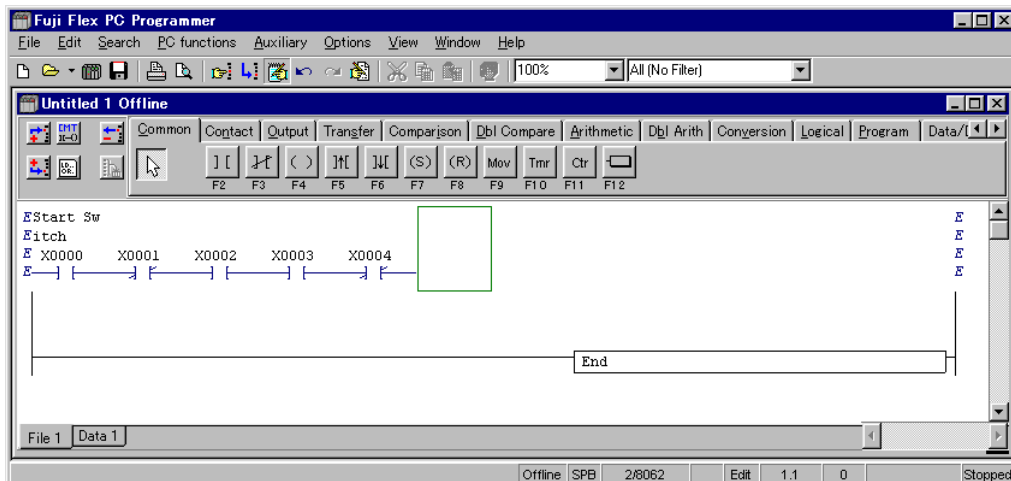 Fuji Flex PC Programmer
File Edit Search PC functions Auxiliary Options View Window Help
100% All (No Filter)
Untitled 1 Offline
CMT
Common Contact Output Transfer Comparison Dbl Compare Arithmetic Dbl Arith Conversion Logical Program Data/
(S) (R) Mov Tmr Ctr
F2 F3 F4 F5 F6 F7 F8 F9 F10 F11 F12
EStart Sw E
Eitch E
E X0000 X0001 X0002 X0003 X0004 E
E E
End
File 1 Data 1
Offline SPB 2/8062 Edit 1.1 0 Stopped